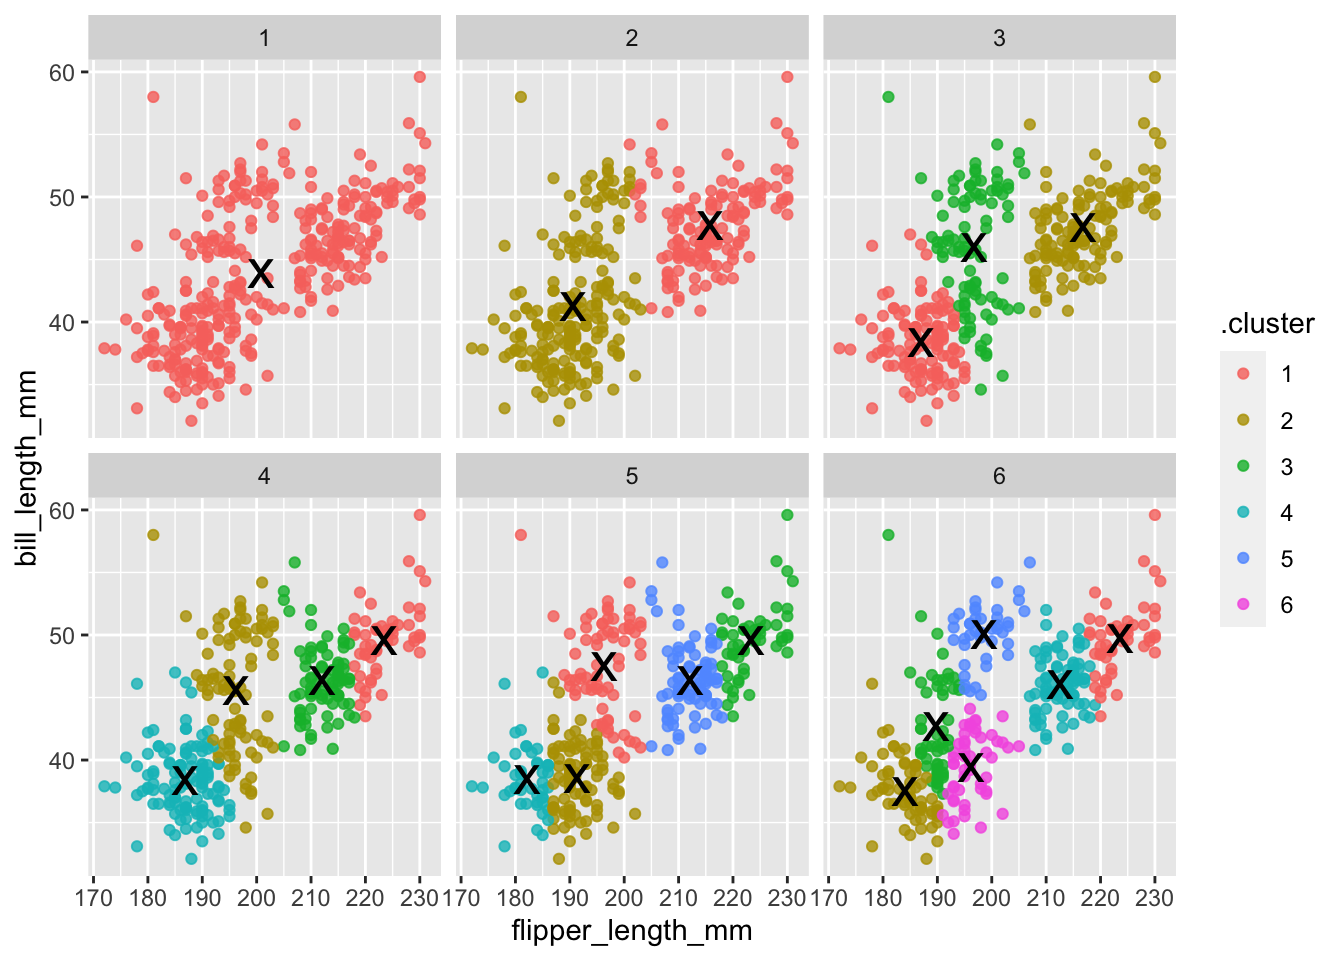 1 2 3
60
50
40
4 5 6
60
50
40
170 180 190 200 210 220 230 170 180 190 200 210 220 230 170 180 190 200 210 220 230
flipper_length_mm
bill_length_mm
.cluster
1
2
3
4
5
6
X
X X
X X X
X X X X
X X X X X
X X X X X X